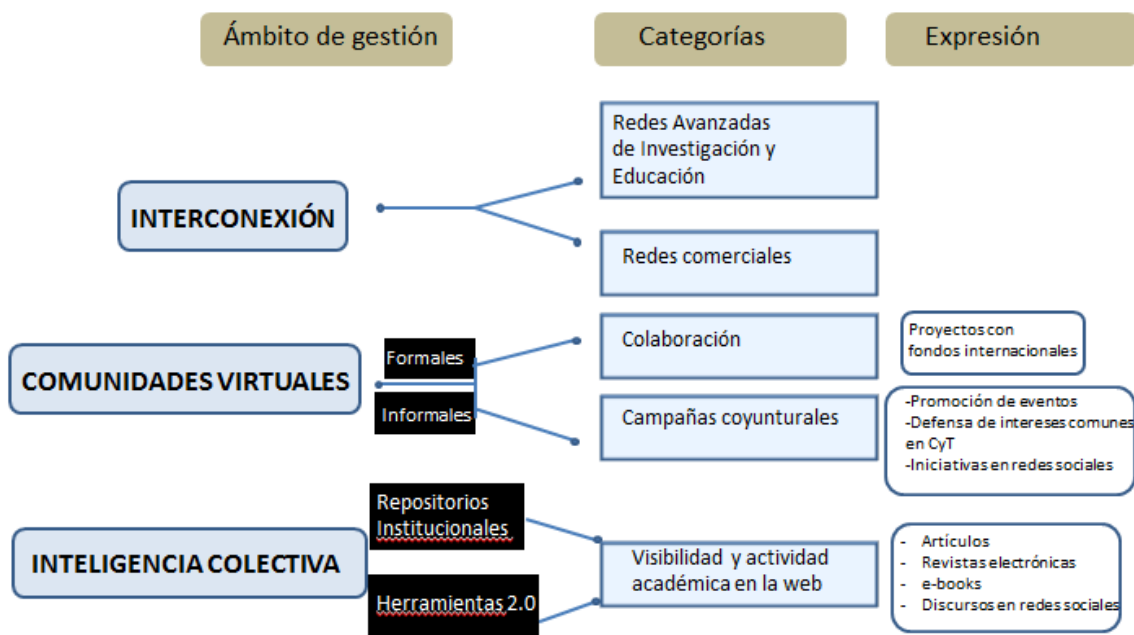 Ámbito de gestión
Categorías
Expresión
INTERCONEXIÓN
Redes Avanzadas
de Investigación y
Educación
Redes comerciales
COMUNIDADES VIRTUALES
Formales
Informales
Colaboración
Proyectos con
fondos internacionales
Campañas coyunturales
-Promoción de eventos
-Defensa de intereses comunes
en CyT
-Iniciativas en redes sociales
INTELIGENCIA COLECTIVA
Repositorios
Institucionales
Herramientas 2.0
Visibilidad y actividad
académica en la web
- Artículos
- Revistas electrónicas
- e-books
- Discursos en redes sociales